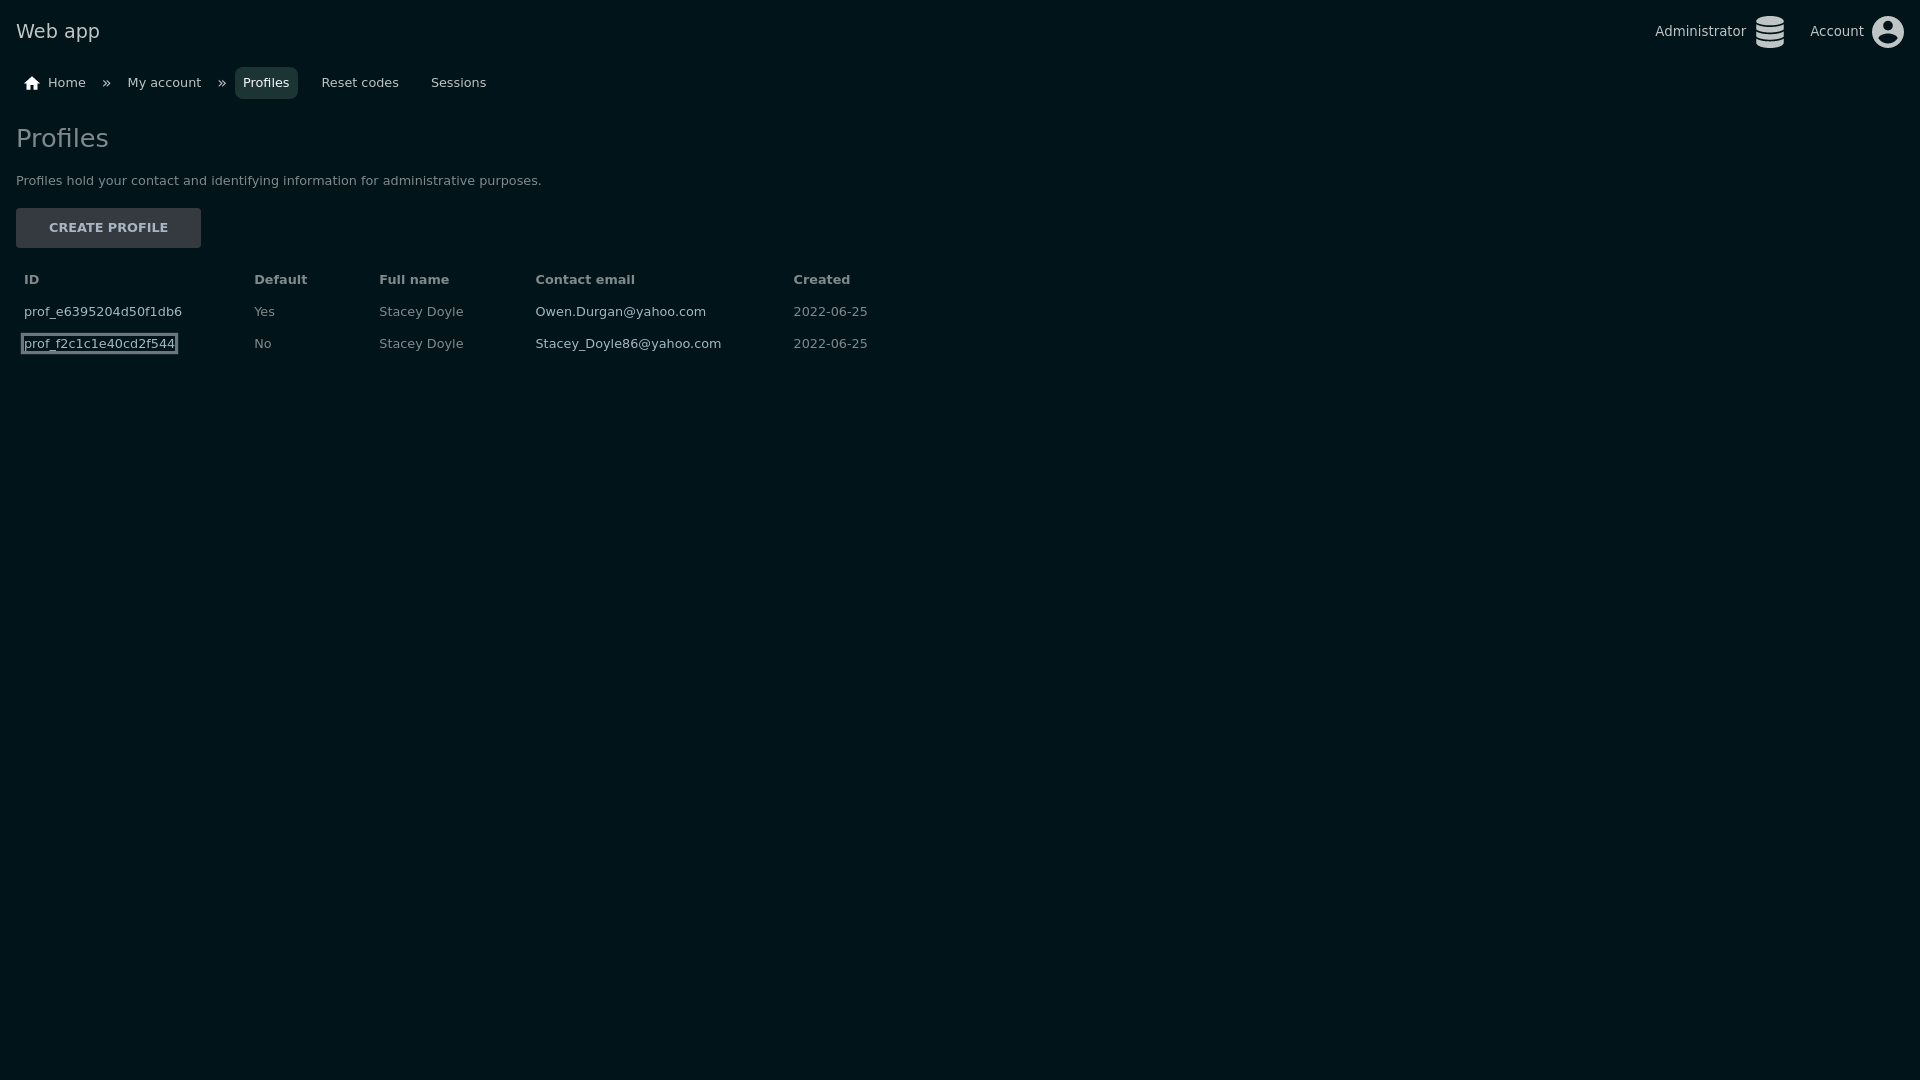 Web app
Administrator
Account
Home » My account » Profiles Reset codes Sessions
Profiles
Profiles hold your contact and identifying information for administrative purposes.
CREATE PROFILE
ID Default Full name Contact email Created
prof_e6395204d50f1db6 Yes Stacey Doyle Owen.Durgan@yahoo.com 2022-06-25
prof_f2c1c1e40cd2f544 No Stacey Doyle Stacey_Doyle86@yahoo.com 2022-06-25